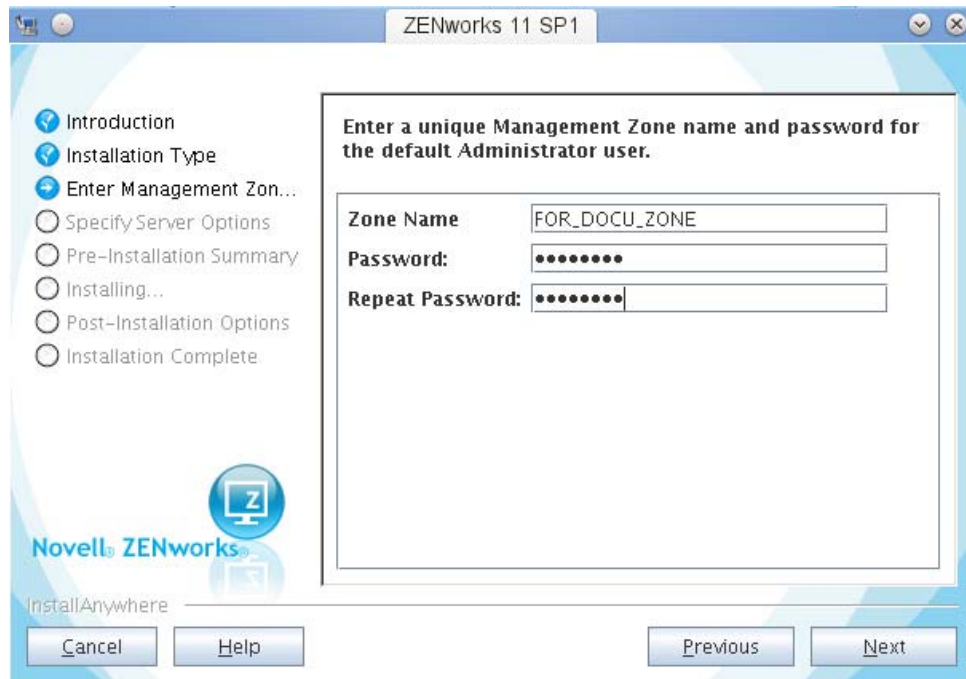 ZENworks 11 SP1
Introduction
Installation Type
Enter Management Zon...
Specify Server Options
Pre-Installation Summary
Installing...
Post-Installation Options
Installation Complete
Enter a unique Management Zone name and password for
the default Administrator user.
Zone Name FOR_DOCU_ZONE
Password: ●●●●●●●●
Repeat Password: ●●●●●●●●
Z
Novell® ZENworks®
InstallAnywhere
Cancel Help Previous Next